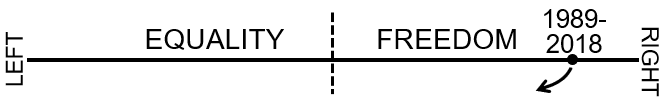 LEFT
EQUALITY
FREEDOM
1989-
2018
RIGHT